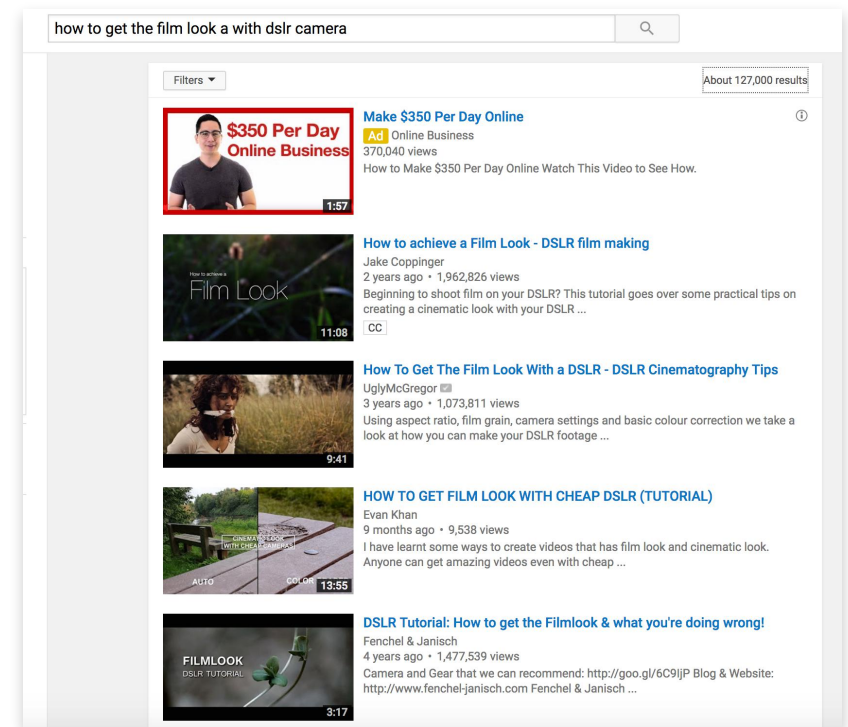 how to get the film look a with dslr camera
Filters
About 127,000 results
$350 Per Day
Online Business
1:57
Make $350 Per Day Online
Ad Online Business
370,040 views
How to Make $350 Per Day Online Watch This Video to See How.
How to achieve a
Film Look
11:08
How to achieve a Film Look - DSLR film making
Jake Coppinger
2 years ago • 1,962,826 views
Beginning to shoot film on your DSLR? This tutorial goes over some practical tips on
creating a cinematic look with your DSLR ...
CC
9:41
How To Get The Film Look With a DSLR - DSLR Cinematography Tips
UglyMcGregor
3 years ago • 1,073,811 views
Using aspect ratio, film grain, camera settings and basic colour correction we take a
look at how you can make your DSLR footage ...
CINEMATIC LOOK
WITH CHEAP CAMERAS
AUTO
COLOR
13:55
HOW TO GET FILM LOOK WITH CHEAP DSLR (TUTORIAL)
Evan Khan
9 months ago • 9,538 views
I have learnt some ways to create videos that has film look and cinematic look.
Anyone can get amazing videos even with cheap ...
FILMLOOK
DSLR TUTORIAL
3:17
DSLR Tutorial: How to get the Filmlook & what you're doing wrong!
Fenchel & Janisch
4 years ago • 1,477,539 views
Camera and Gear that we can recommend: http://goo.gl/6C9IjP Blog & Website:
http://www.fenchel-janisch.com Fenchel & Janisch ...